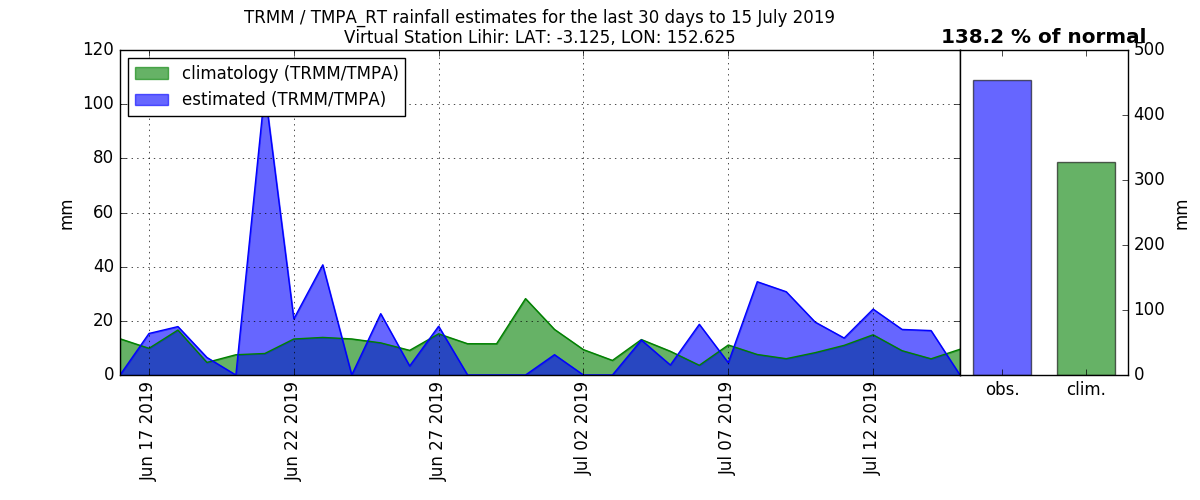 TRMM / TMPA_RT rainfall estimates for the last 30 days to 15 July 2019
Virtual Station Lihir: LAT: -3.125, LON: 152.625
138.2 % of normal
climatology (TRMM/TMPA)
estimated (TRMM/TMPA)
mm
120
100
80
60
40
20
0
Jun 17 2019
Jun 22 2019
Jun 27 2019
Jul 02 2019
Jul 07 2019
Jul 12 2019
obs.
clim.
500
400
300
200
100
0
mm